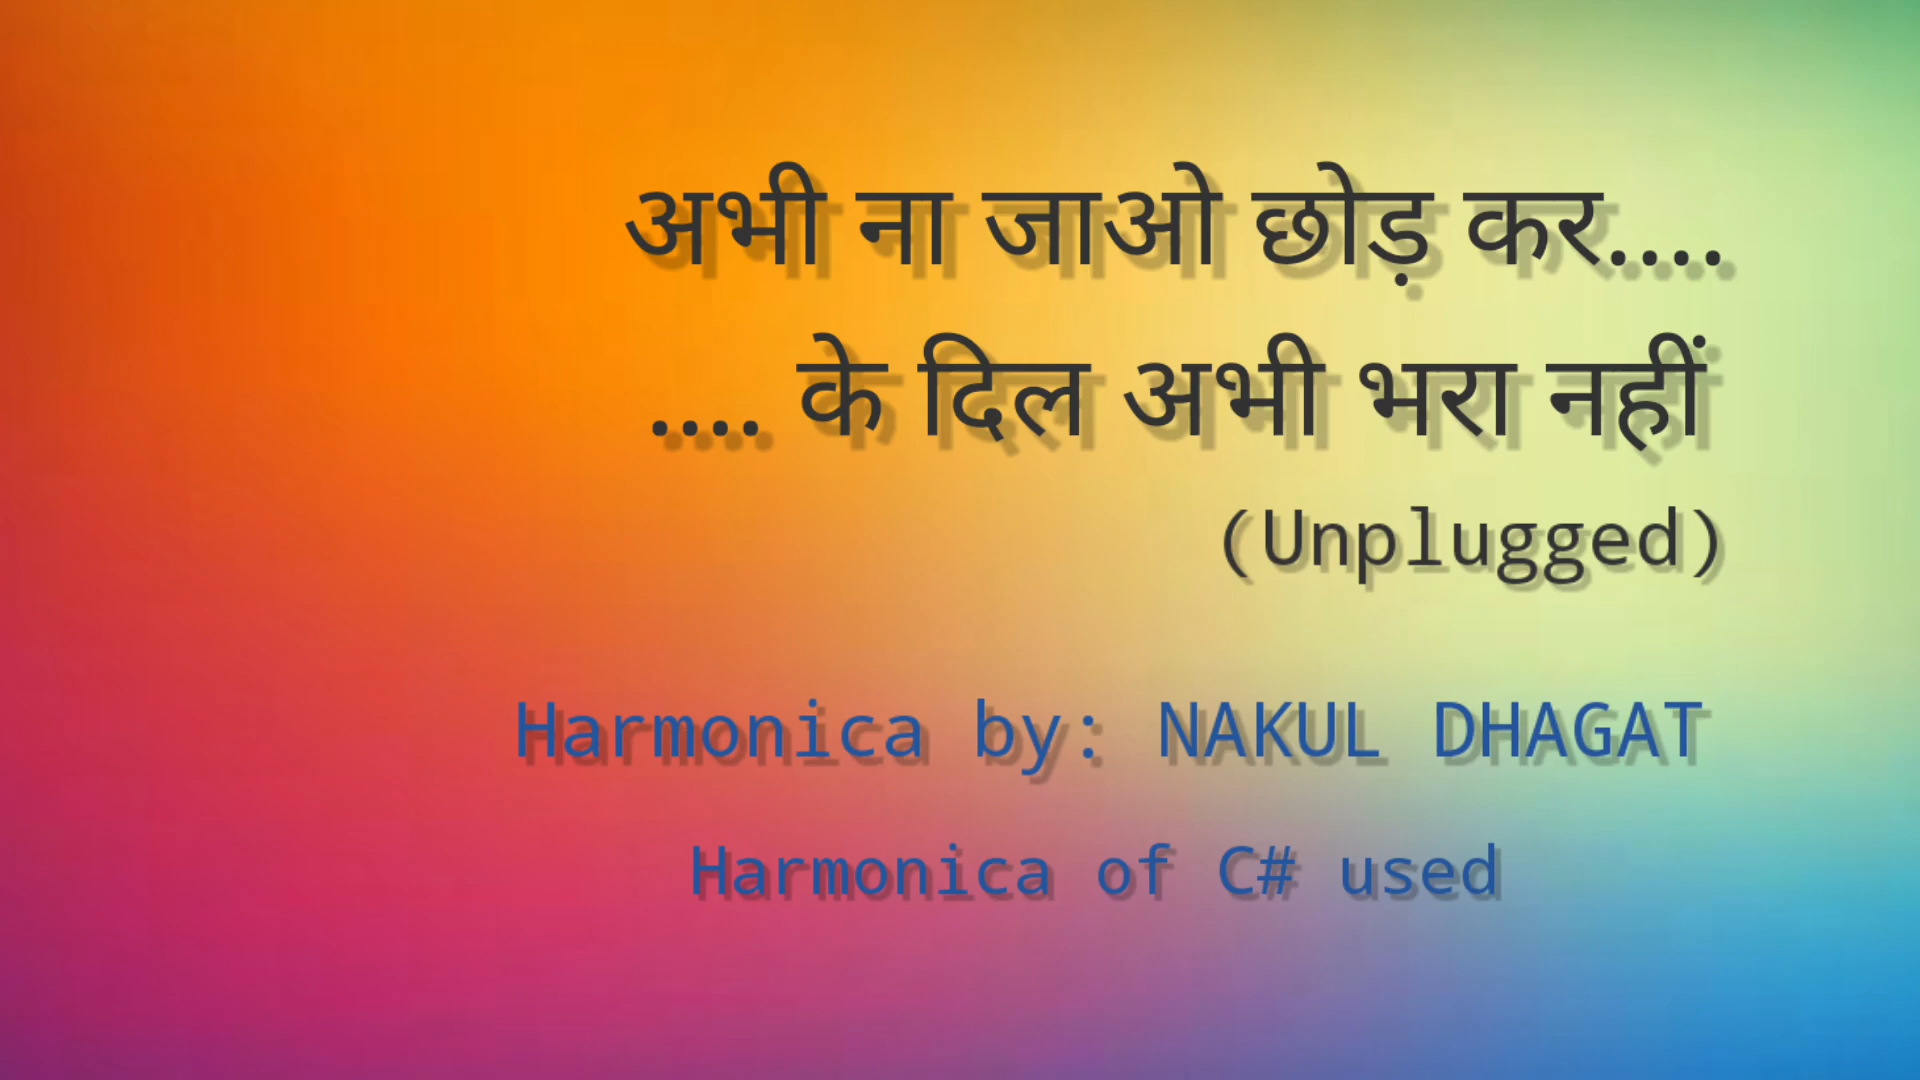 अभी ना जाओ छोड़ कर....
.... के दिल अभी भरा नहीं
(Unplugged)
Harmonica by: NAKUL DHAGAT
Harmonica of C# used